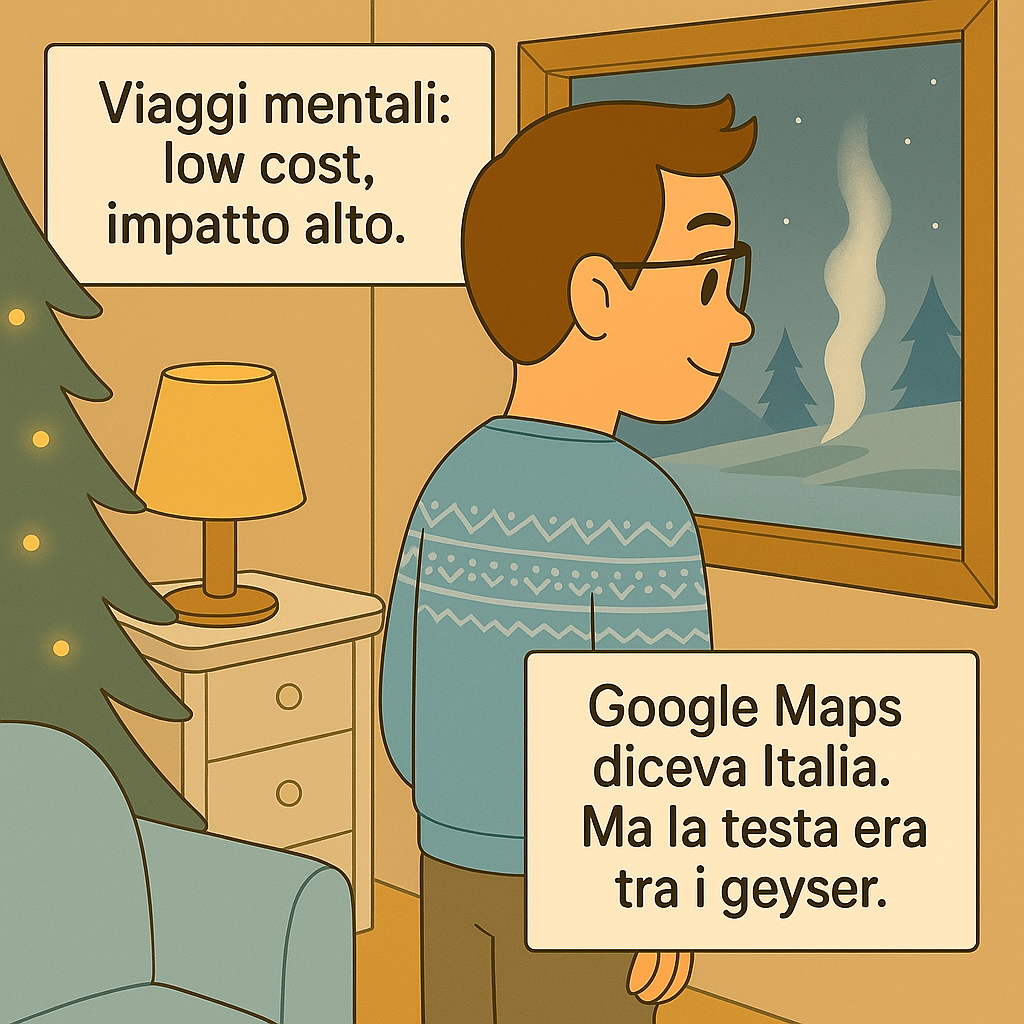 Viaggi mentali:
low cost,
impatto alto.
Google Maps
diceva Italia.
Ma la testa era
tra i geyser.